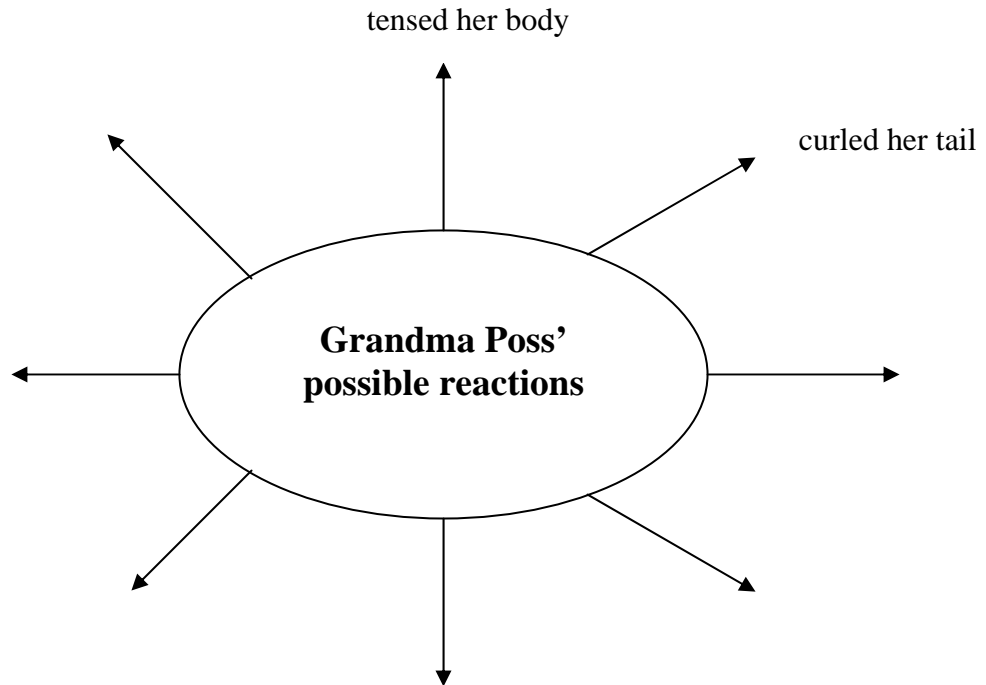 tensed her body
curled her tail
Grandma Poss’
possible reactions